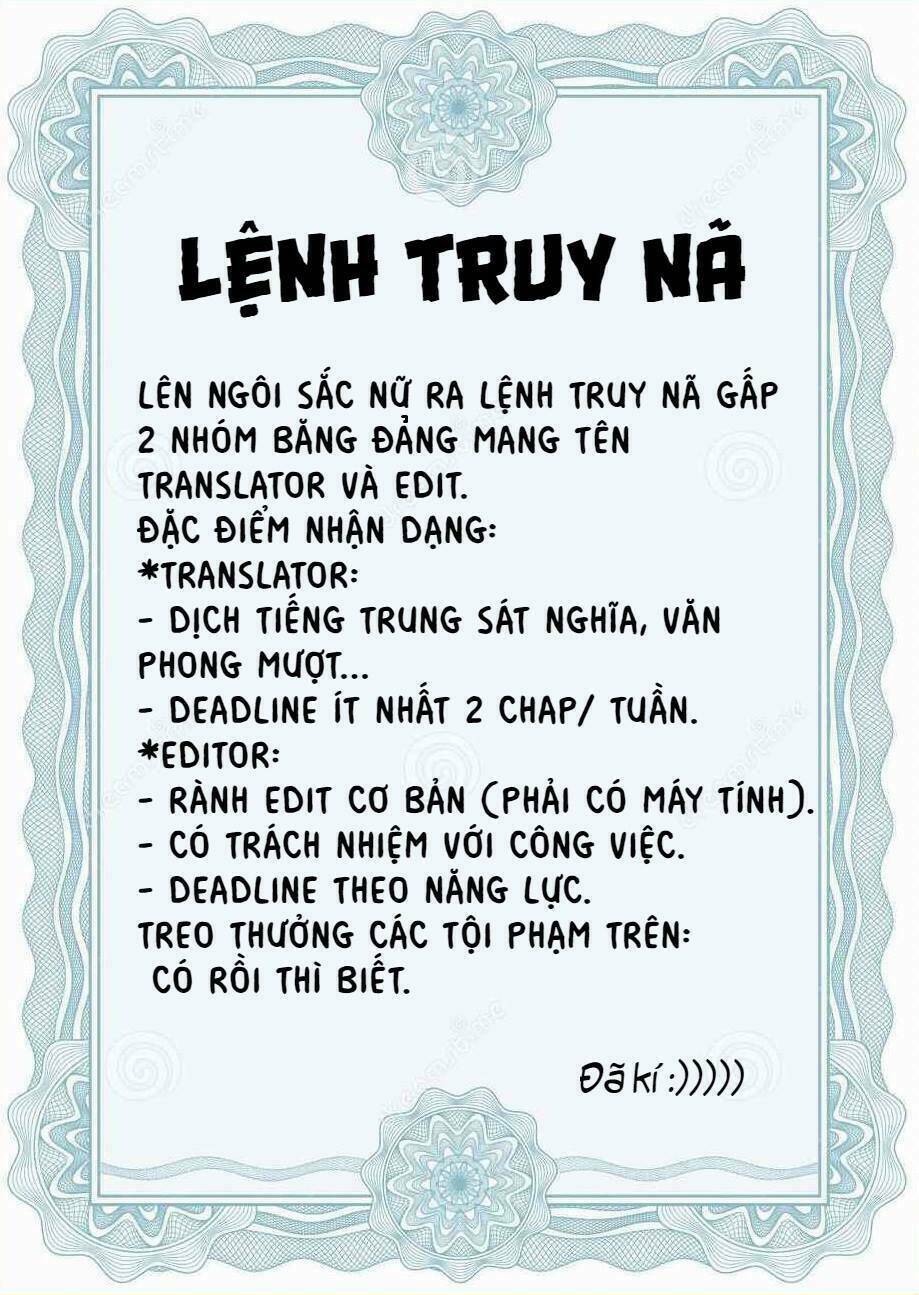 LỆNH TRUY NÃ
LÊN NGÔI SẮC NỮ RA LỆNH TRUY NÃ GẤP
2 NHÓM BĂNG ĐẢNG MANG TÊN
TRANSLATOR VÀ EDIT.
ĐẶC ĐIỂM NHẬN DẠNG:
*TRANSLATOR:
- DỊCH TIẾNG TRUNG SÁT NGHĨA, VĂN
PHONG MƯỢT...
- DEADLINE ÍT NHẤT 2 CHAP/ TUẦN.
*EDITOR:
- RÀNH EDIT CƠ BẢN (PHẢI CÓ MÁY TÍNH).
- CÓ TRÁCH NHIỆM VỚI CÔNG VIỆC.
- DEADLINE THEO NĂNG LỰC.
TREO THƯỞNG CÁC TỘI PHẠM TRÊN:
CÓ RỒI THÌ BIẾT.
Đã kí :)))))